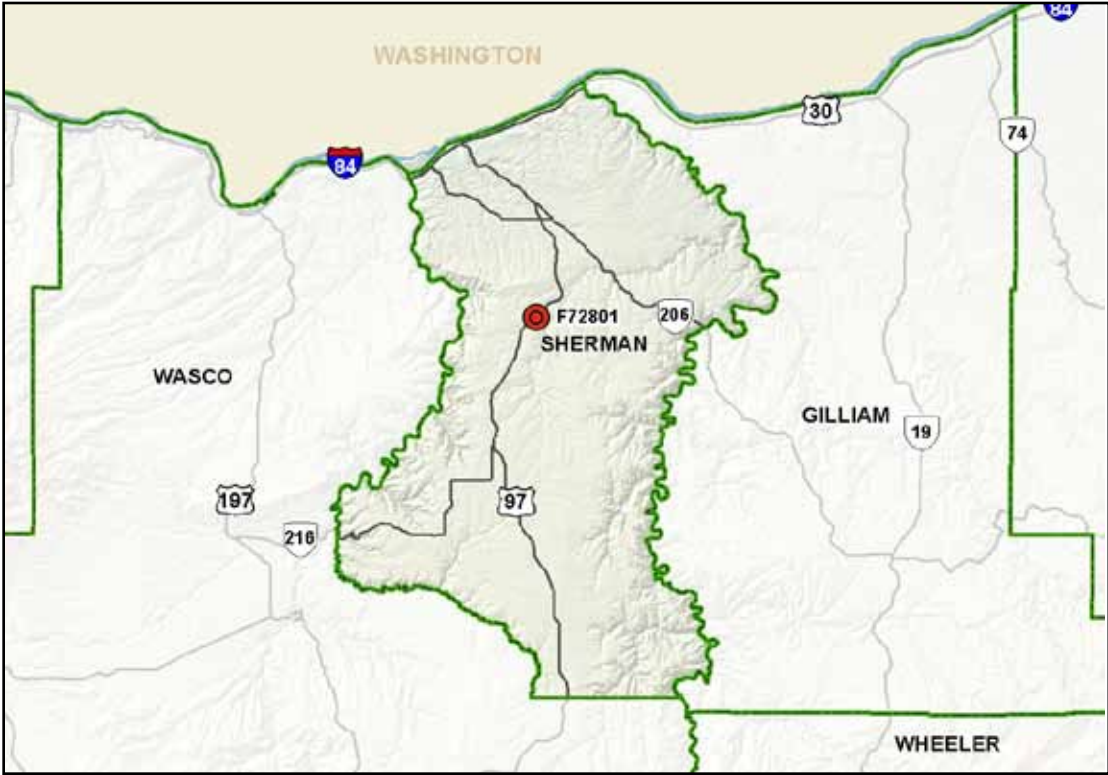 84
WASHINGTON
30
74
84
F72801
206
SHERMAN
WASCO
GILLIAM
19
197
97
216
WHEELER